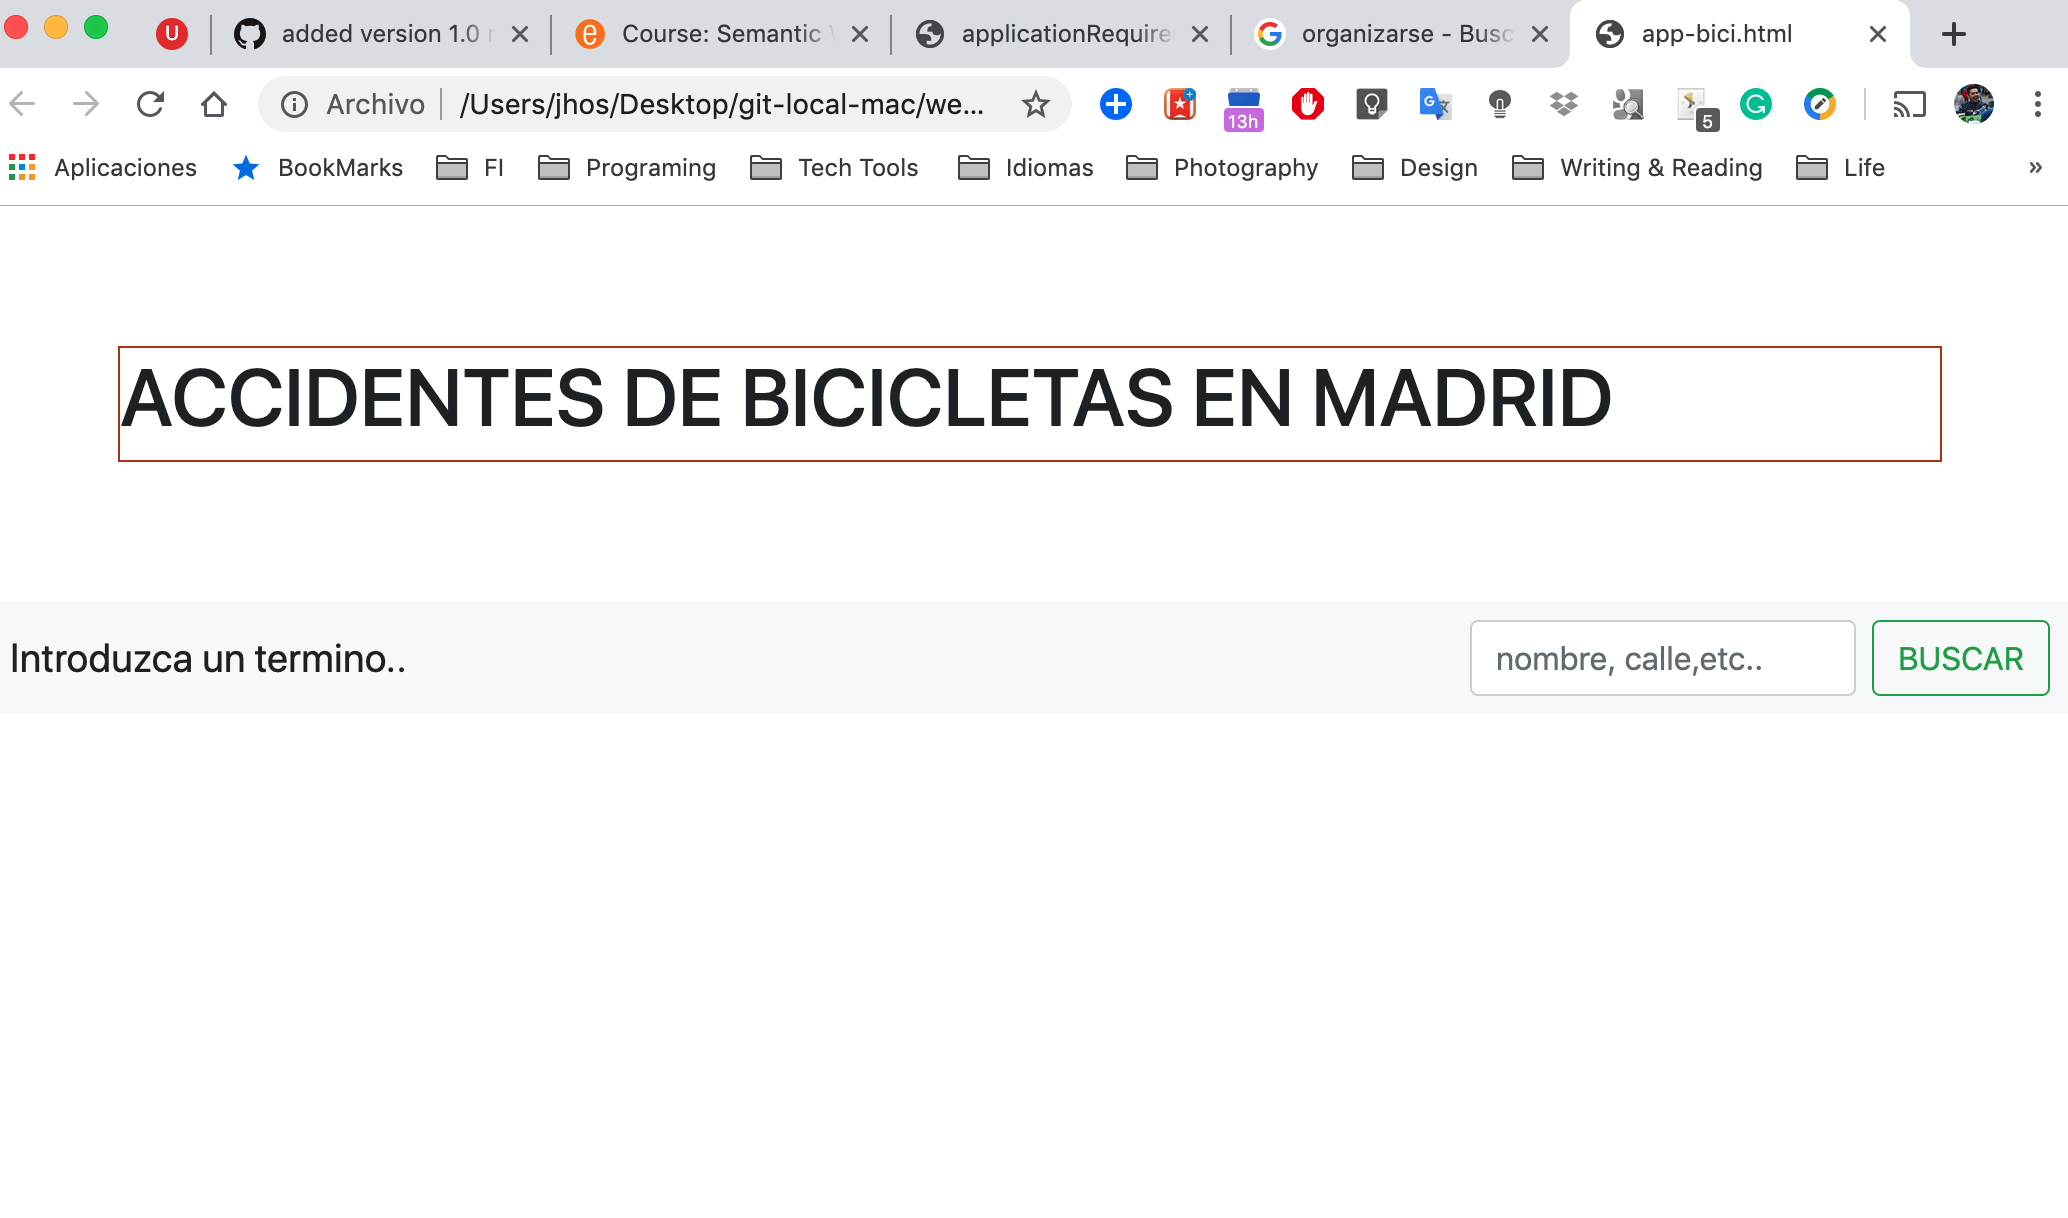 U added version 1.0 Course: Semantic applicationRequire organizarse - Busc app-bici.html
Archivo /Users/jhos/Desktop/git-local-mac/we... 13h 5
Aplicaciones BookMarks FI Programing Tech Tools Idiomas Photography Design Writing & Reading Life »
ACCIDENTES DE BICICLETAS EN MADRID
Introduzca un termino.. nombre, calle,etc.. BUSCAR